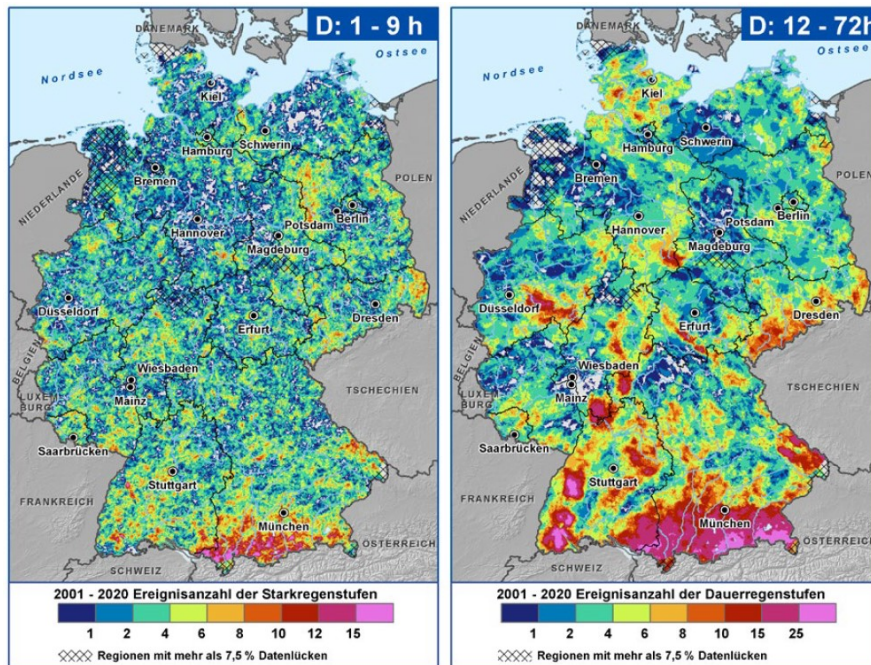 D: 1 - 9 h
DÄNEMARK
Nordsee
Ostsee
Kiel
Hamburg
Schwerin
Bremen
NIEDERLANDE
POLEN
Berlin
Potsdam
Hannover
Magdeburg
Düsseldorf
Erfurt
Dresden
BELGIEN
Wiesbaden
Mainz
LUXEM
BURG
TSCHECHIEN
Saarbrücken
Stuttgart
FRANKREICH
München
ÖSTERREICH
SCHWEIZ
2001 - 2020 Ereignisanzahl der Starkregenstufen
1 2 4 6 8 10 12 15
Regionen mit mehr als 7,5 % Datenlücken
D: 12 - 72h
DÄNEMARK
Nordsee
Ostsee
Kiel
Hamburg
Schwerin
Bremen
NIEDERLANDE
POLEN
Berlin
Potsdam
Hannover
Magdeburg
Düsseldorf
Erfurt
Dresden
BELGIEN
Wiesbaden
Mainz
LUXEM
BURG
TSCHECHIEN
Saarbrücken
Stuttgart
FRANKREICH
München
ÖSTERREICH
SCHWEIZ
2001 - 2020 Ereignisanzahl der Dauerregenstufen
1 2 4 6 8 10 15 25
Regionen mit mehr als 7,5 % Datenlücken